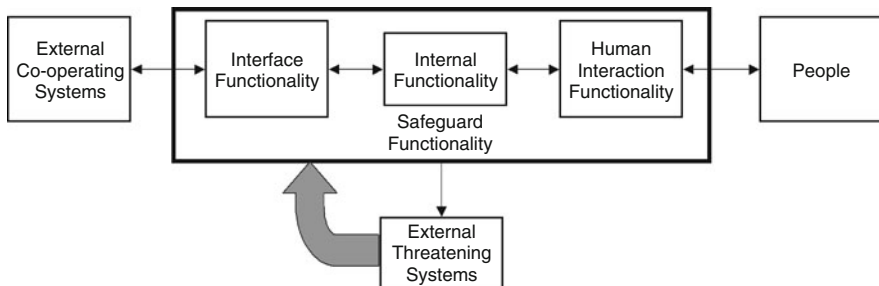 External
Co-operating
Systems
Interface
Functionality
Internal
Functionality
Human
Interaction
Functionality
People
Safeguard
Functionality
External
Threatening
Systems